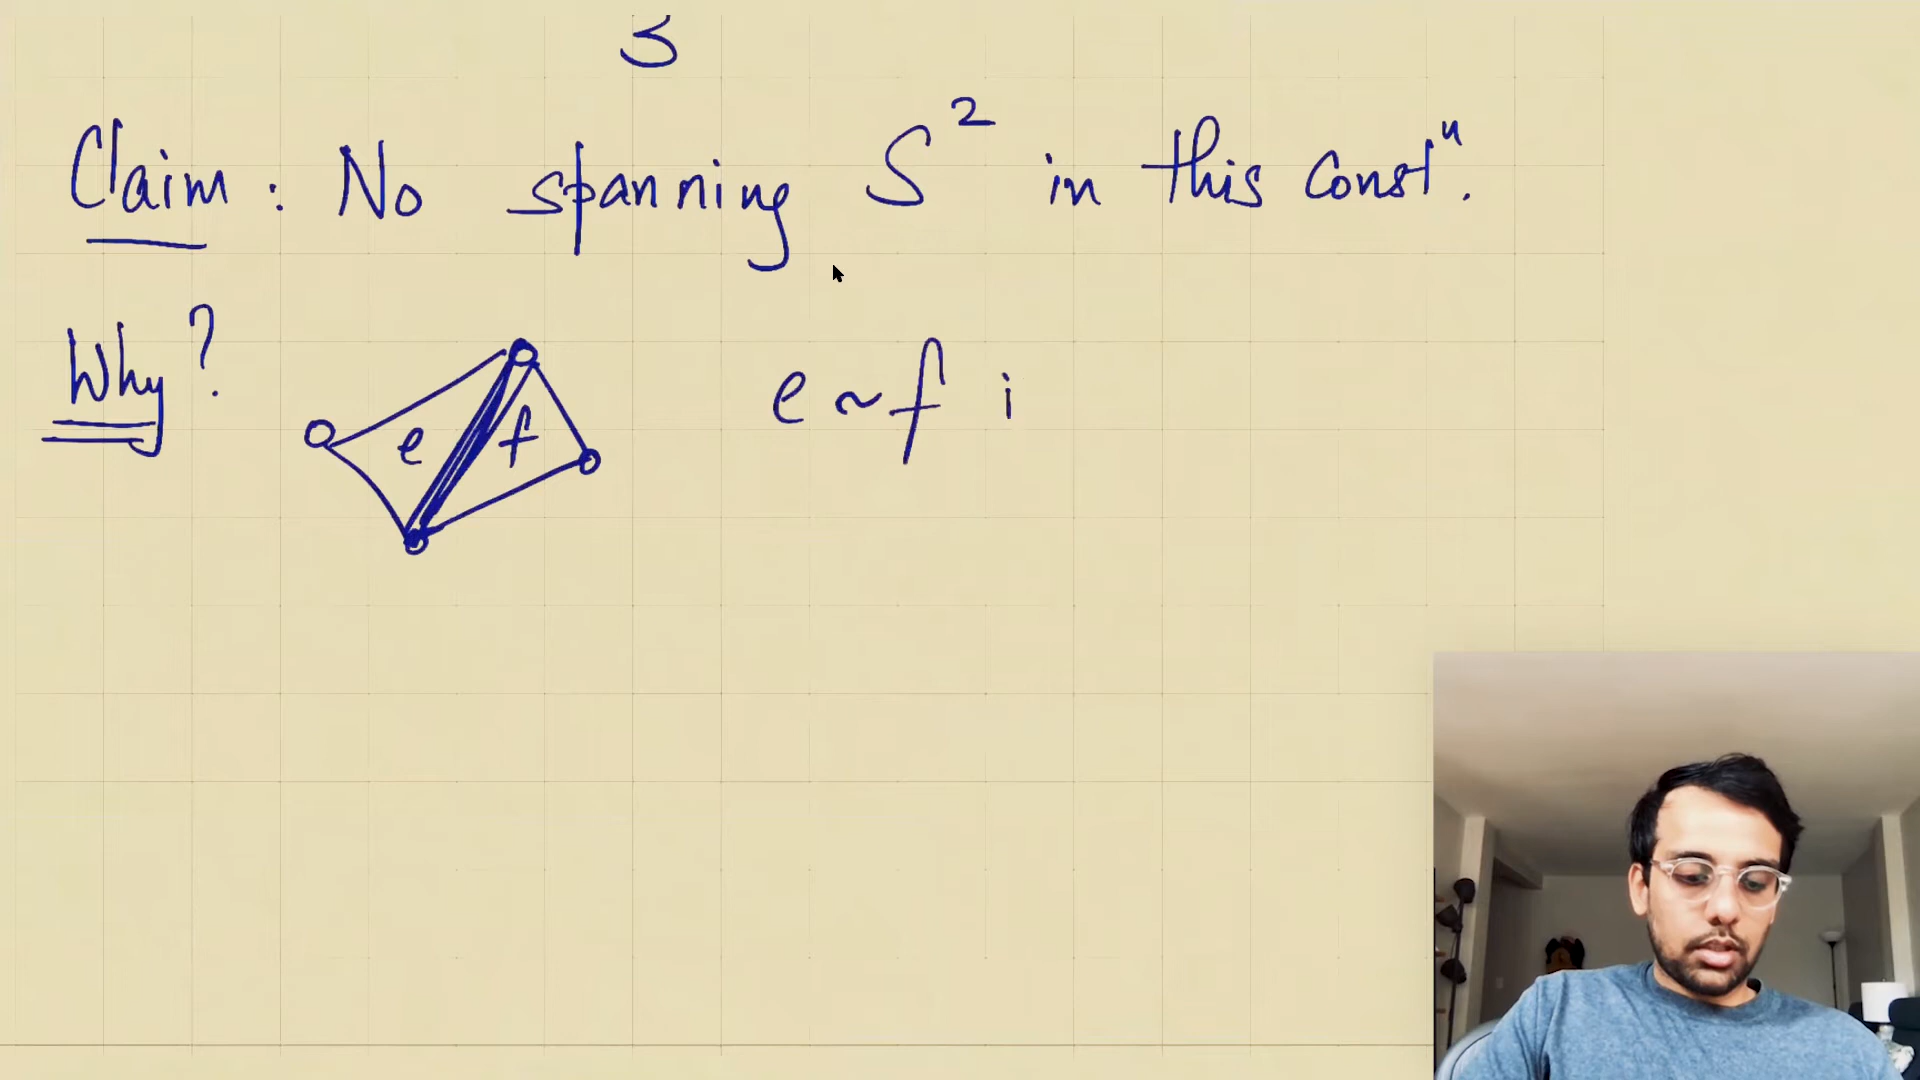 3
Claim: No spanning S² in this constⁿ.
Why? e f e ~ f i